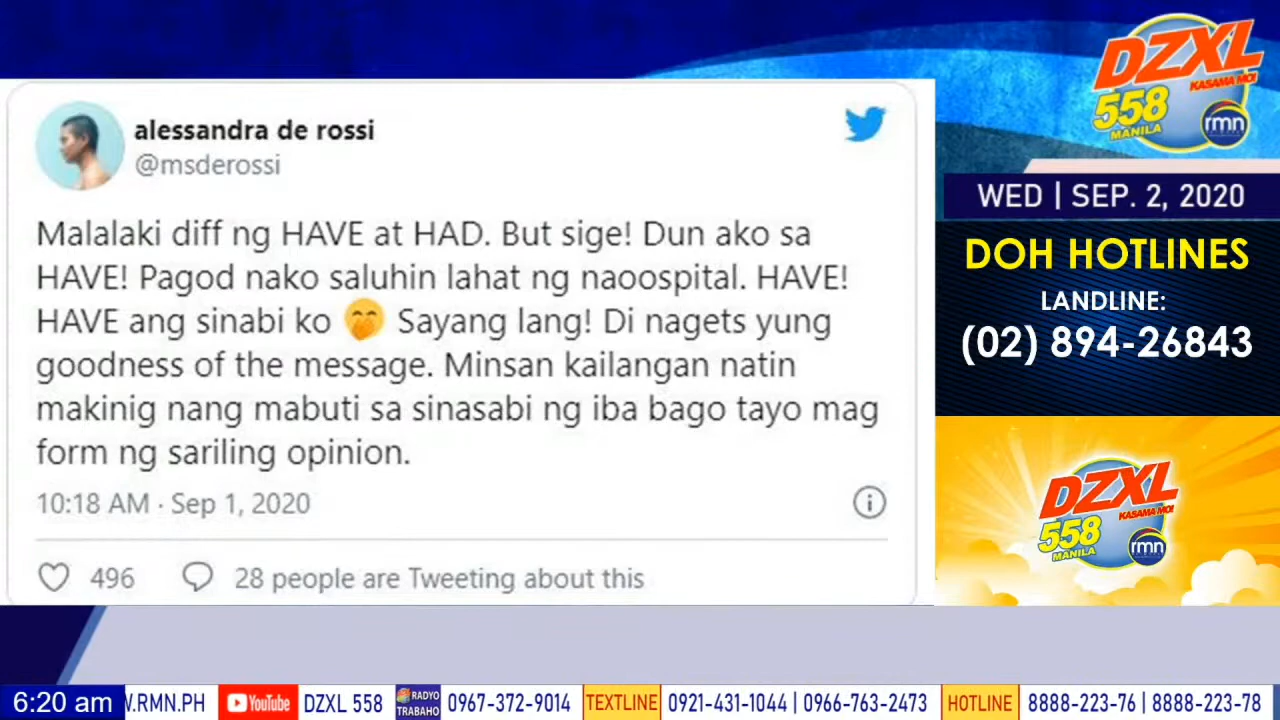 DZXL
KASAMA MO!
558
MANILA
rmn
alessandra de rossi
@msderossi
WED | SEP. 2, 2020
Malalaki diff ng HAVE at HAD. But sige! Dun ako sa
HAVE! Pagod nako saluhin lahat ng naoospital. HAVE!
HAVE ang sinabi ko 🤭 Sayang lang! Di nagets yung
goodness of the message. Minsan kailangan natin
makinig nang mabuti sa sinasabi ng iba bago tayo mag
form ng sariling opinion.
10:18 AM · Sep 1, 2020
496
28 people are Tweeting about this
DOH HOTLINES
LANDLINE:
(02) 894-26843
DZXL
KASAMA MO!
558
MANILA
rmn
6:20 am W.RMN.PH YouTube DZXL 558 RADYO TRABAHO 0967-372-9014 TEXTLINE 0921-431-1044 | 0966-763-2473 HOTLINE 8888-223-76 | 8888-223-78